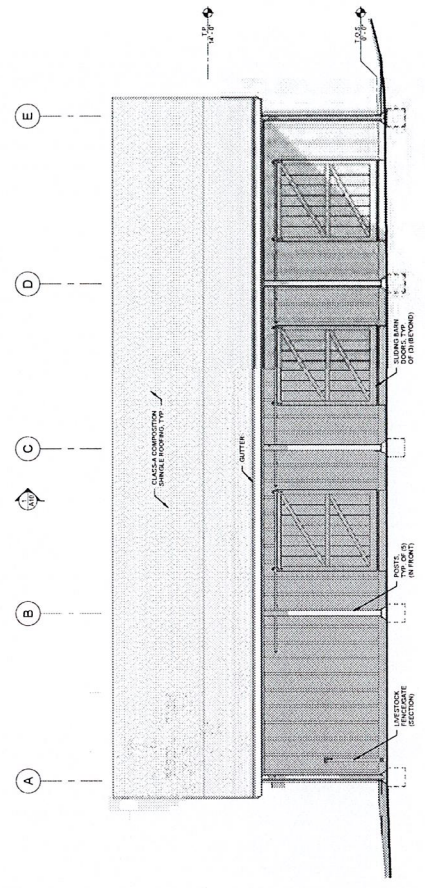 A
B
C
D
E
T.P.
14'-0"
T.O.S.
0'-0"
CLASS-A COMPOSITION
SHINGLE ROOFING, TYP.
GUTTER
LIVESTOCK
FENCE/GATE
(SECTION)
POSTS,
TYP. OF (5)
(IN FRONT)
SLIDING BARN
DOORS, TYP.
OF (3) (BEYOND)